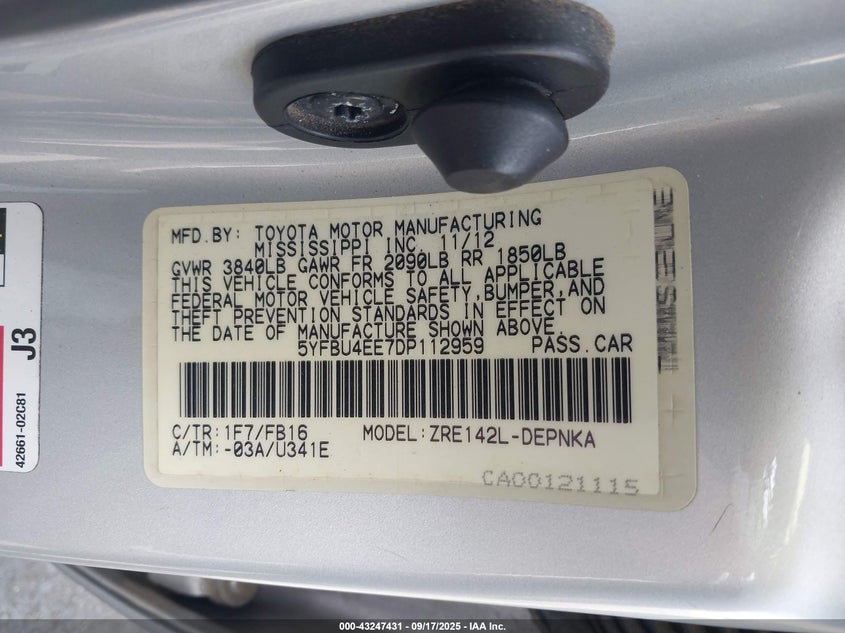 MFD.BY: TOYOTA MOTOR MANUFACTURING
MISSISSIPPI INC. 11/12
GVWR 3840LB GAWR FR 2090LB RR 1850LB
THIS VEHICLE CONFORMS TO ALL APPLICABLE
FEDERAL MOTOR VEHICLE SAFETY,BUMPER,AND
THEFT PREVENTION STANDARDS IN EFFECT ON
THE DATE OF MANUFACTURE SHOWN ABOVE.
5YFBU4EE7DP112959 PASS.CAR
C/TR:1F7/FB16 MODEL:ZRE142L-DEPNKA
A/TM:-03A/U341E
CA00121115
J3
42661-02C81
000-43247431 - 09/17/2025 - IAA Inc.